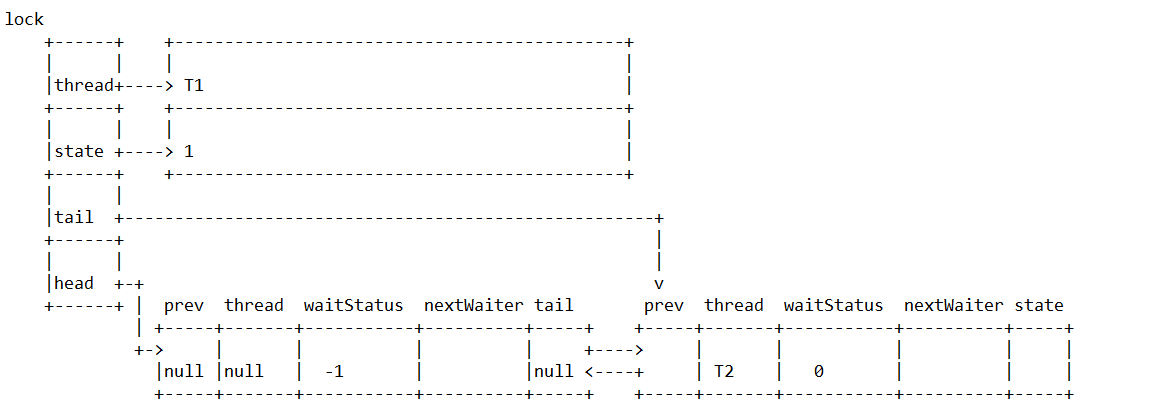 lock
thread T1
state 1
tail
head
prev thread waitStatus nextWaiter tail prev thread waitStatus nextWaiter state
null null -1 null T2 0